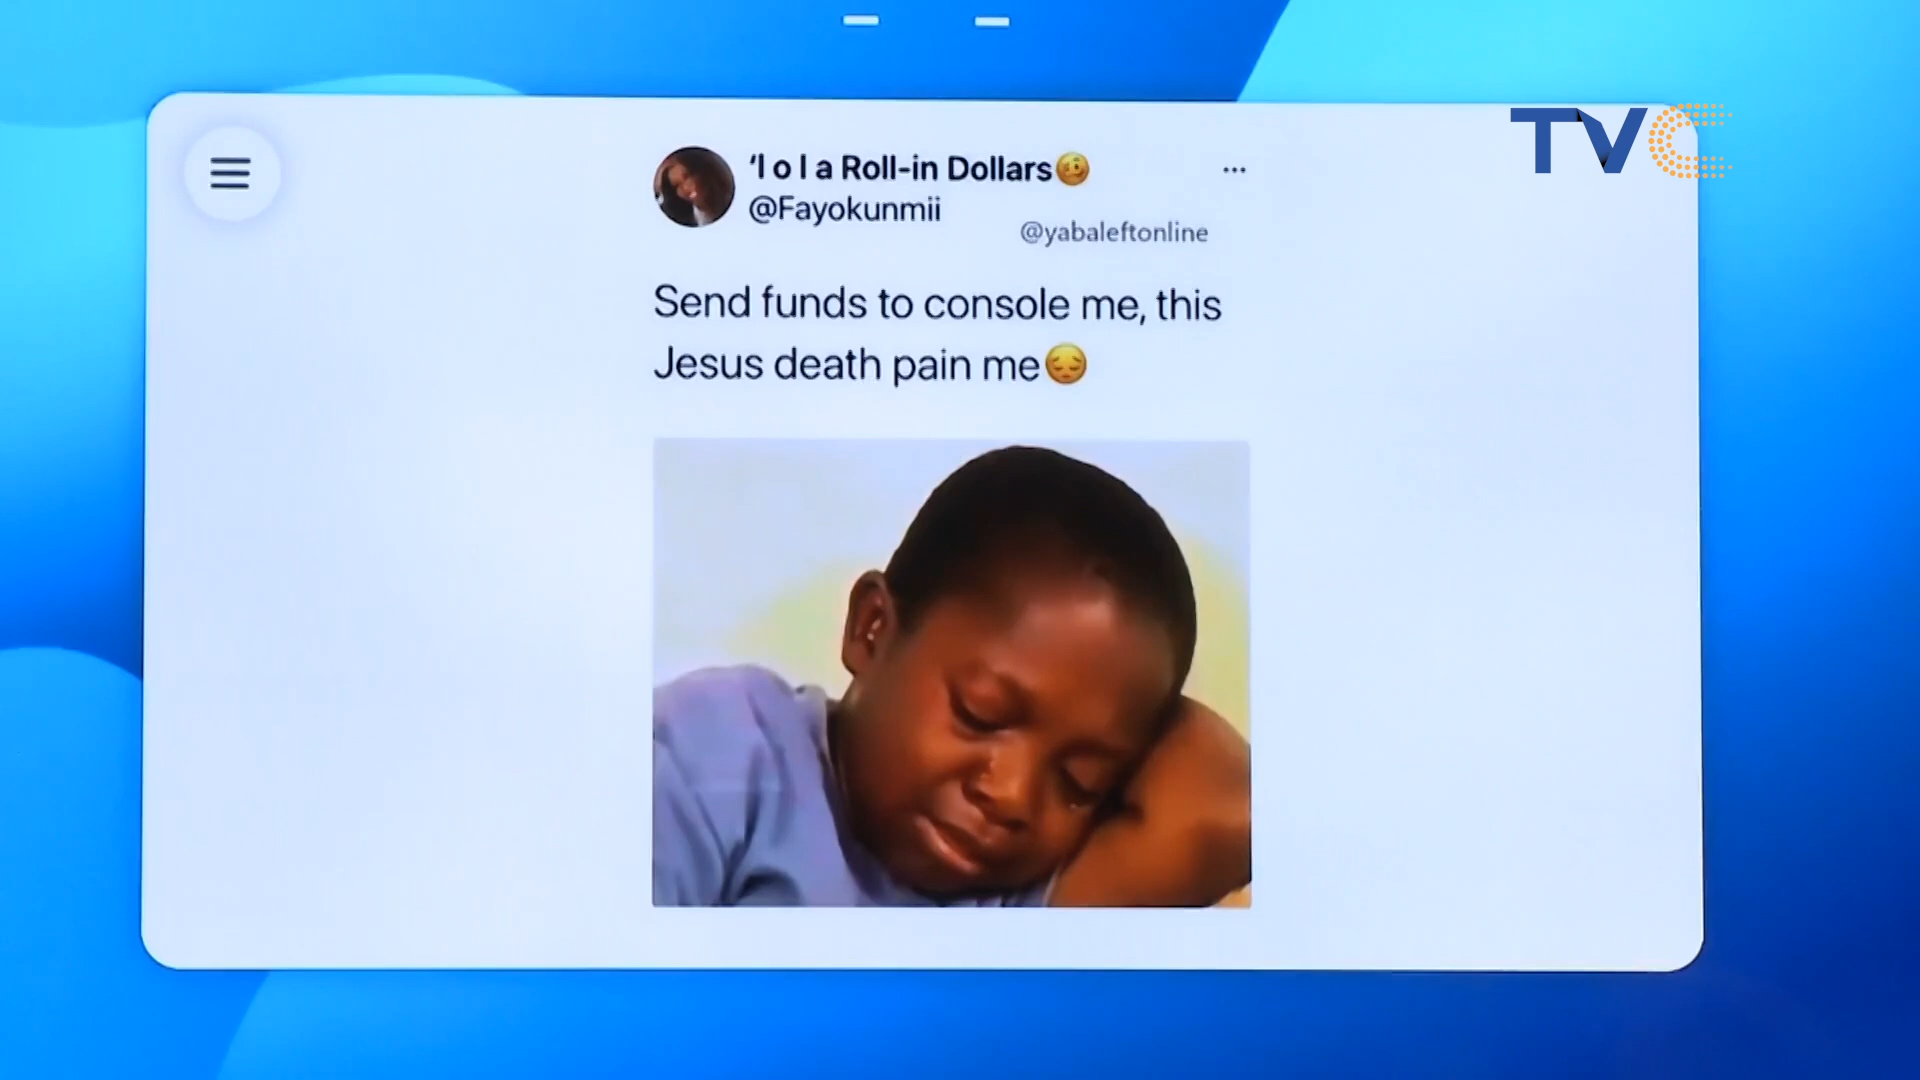 TVC
'l o l a Roll-in Dollars🥴
@Fayokunmii
@yabaleftonline
Send funds to console me, this
Jesus death pain me😔